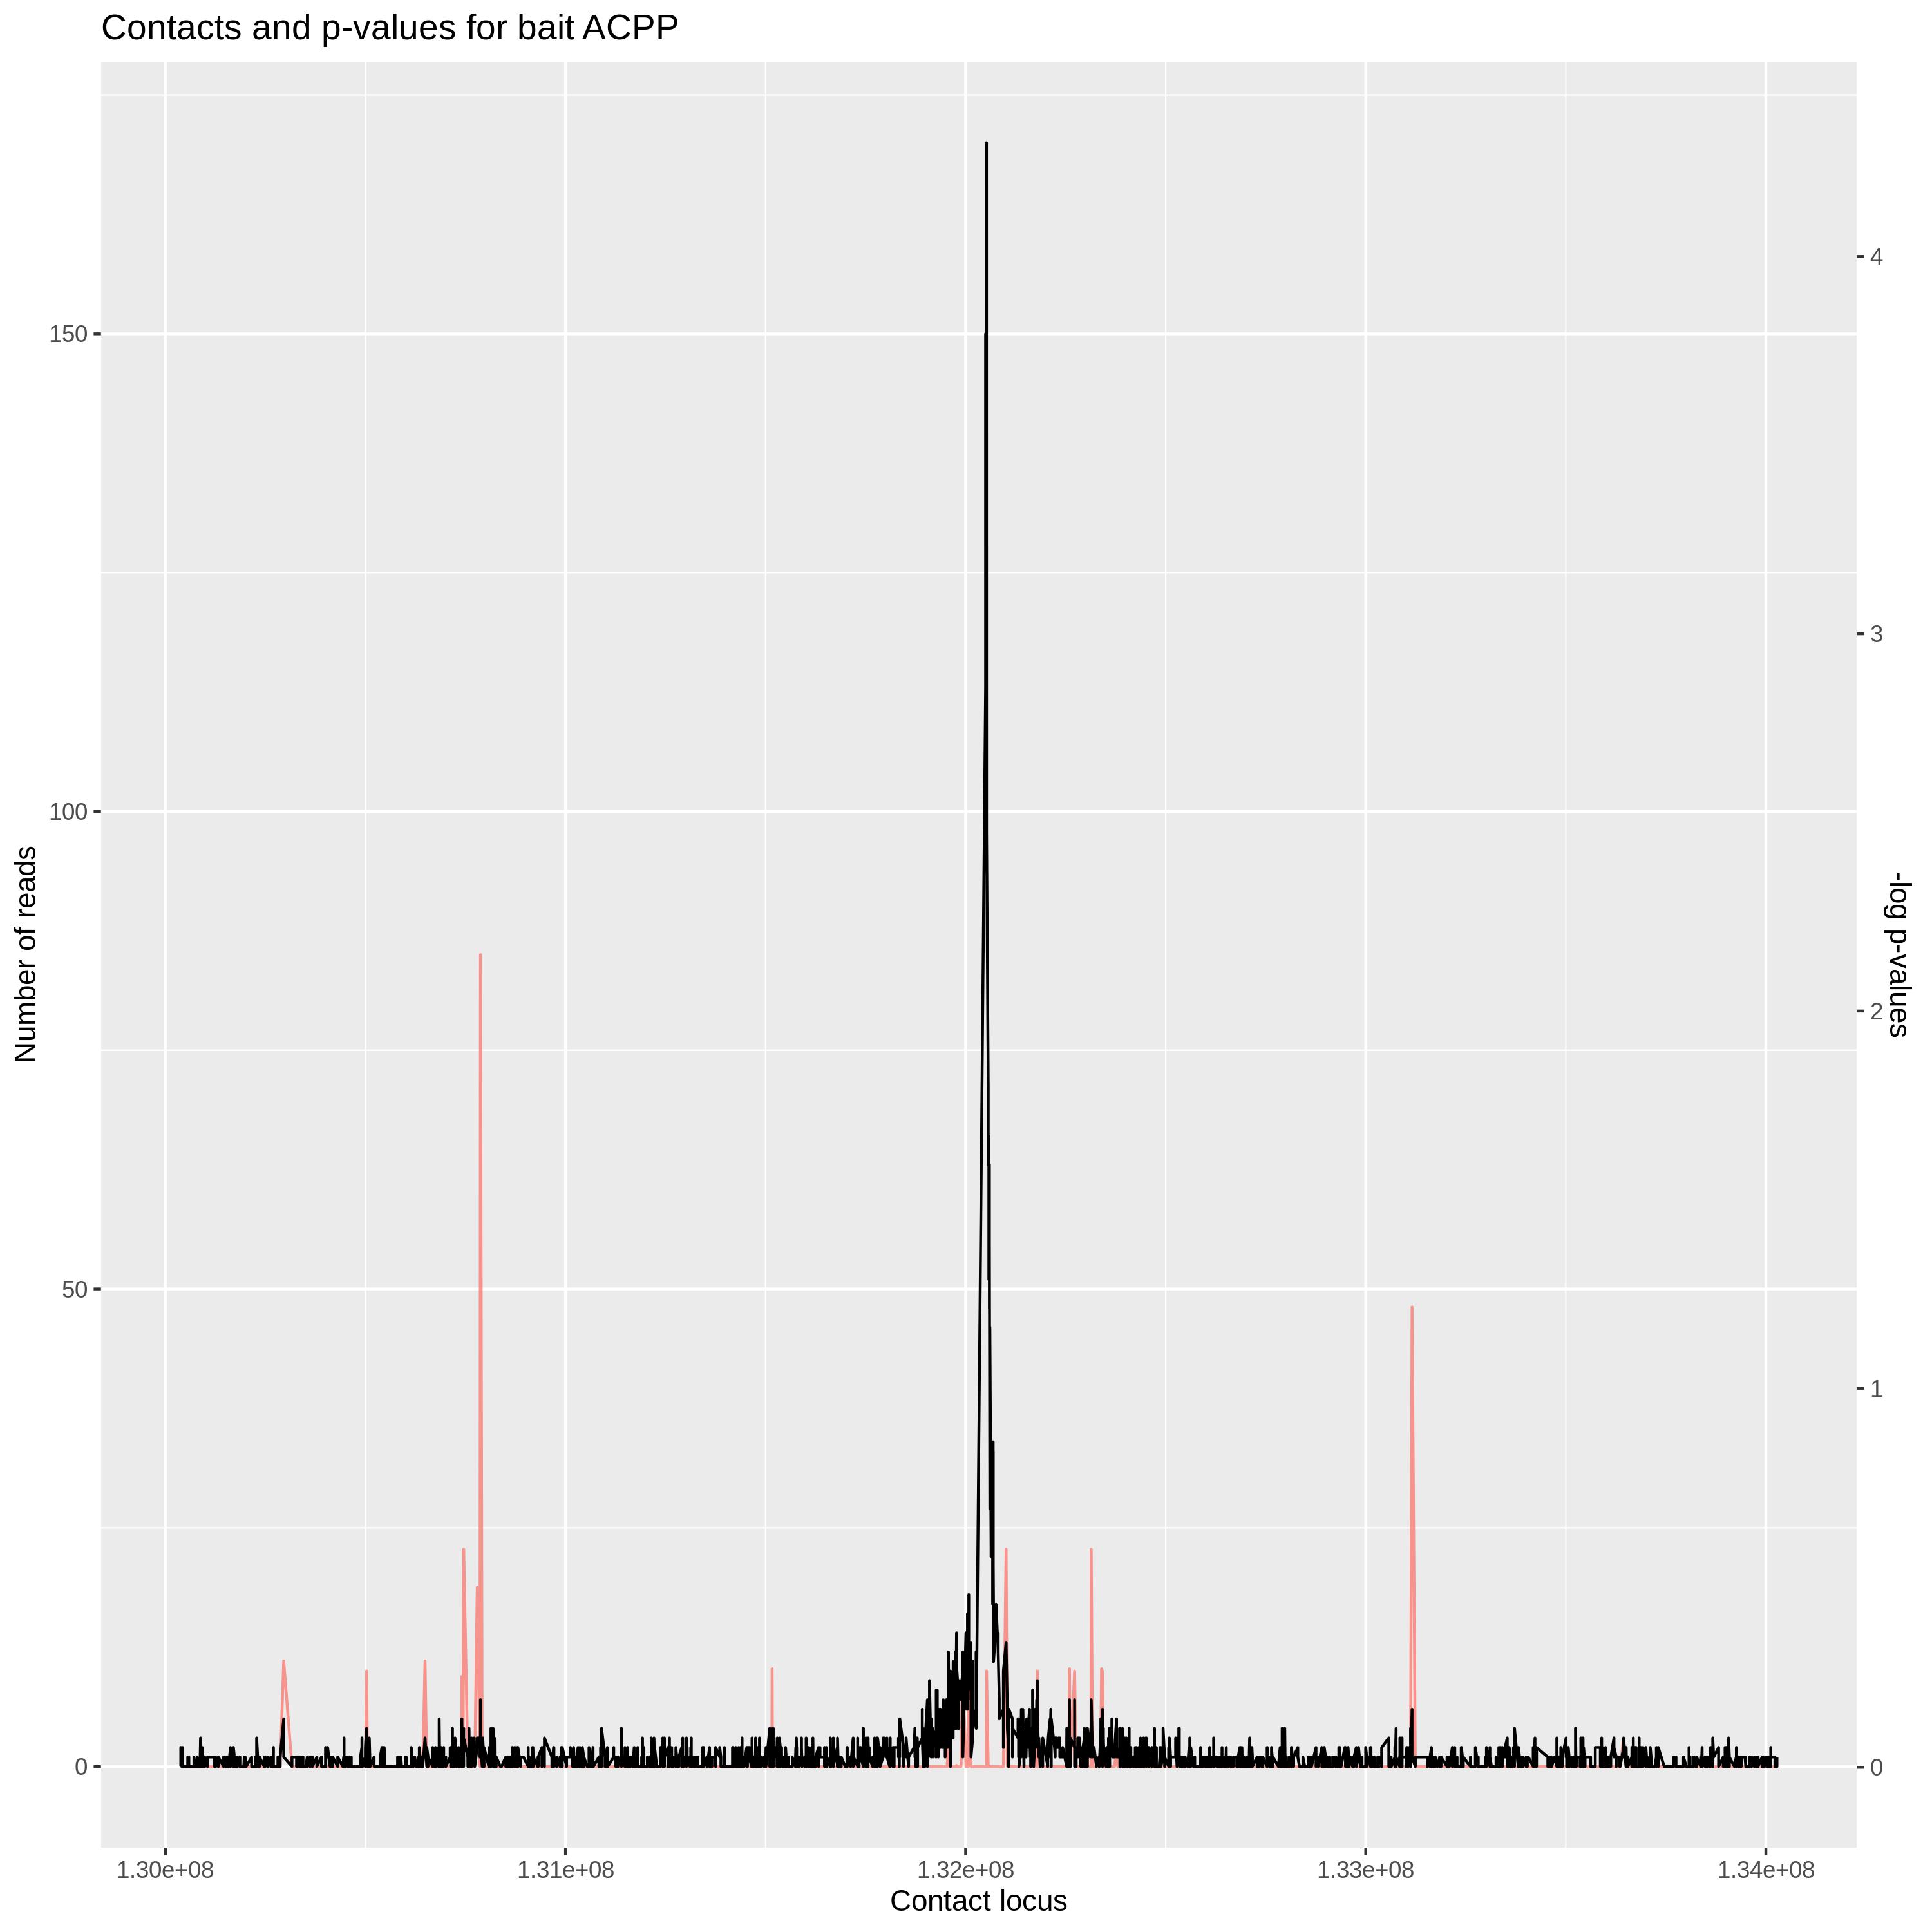 Contacts and p-values for bait ACPP
Number of reads
150
100
50
0
4
3
2
1
0
-log p-values
1.30e+08
1.31e+08
1.32e+08
1.33e+08
1.34e+08
Contact locus